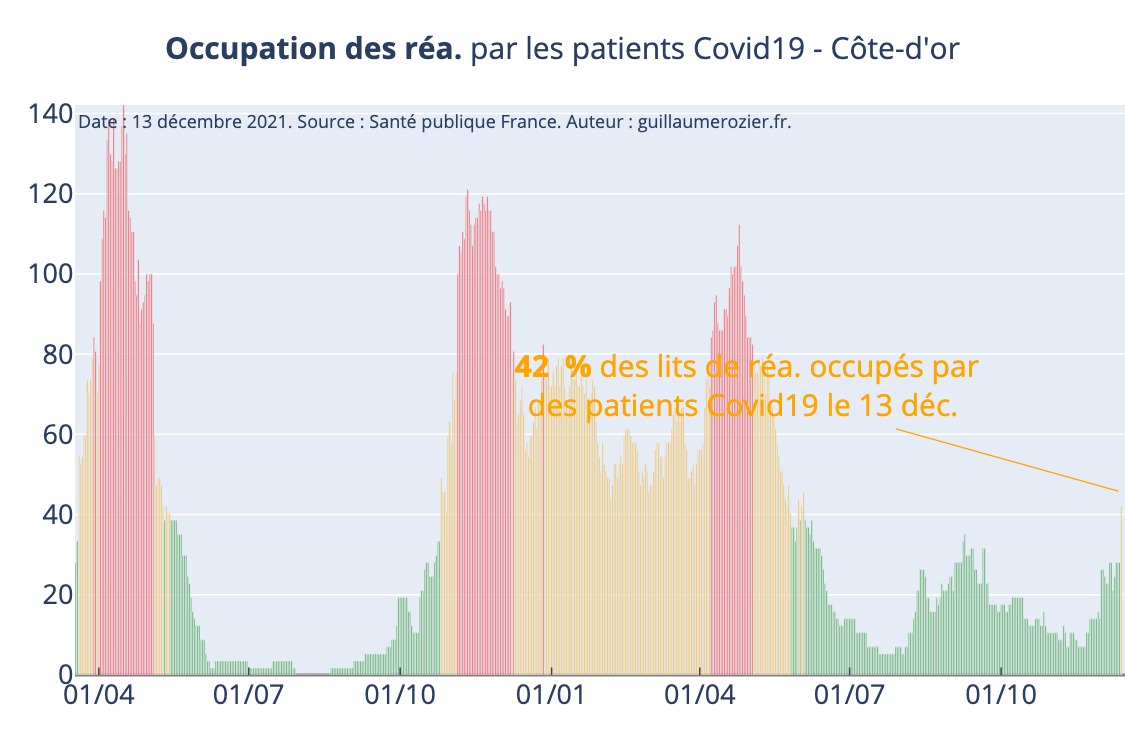 Occupation des réa. par les patients Covid19 - Côte-d'or
140
Date : 13 décembre 2021. Source : Santé publique France. Auteur : guillaumerozier.fr.
120
100
80
42 % des lits de réa. occupés par
des patients Covid19 le 13 déc.
60
40
20
0
01/04 01/07 01/10 01/01 01/04 01/07 01/10